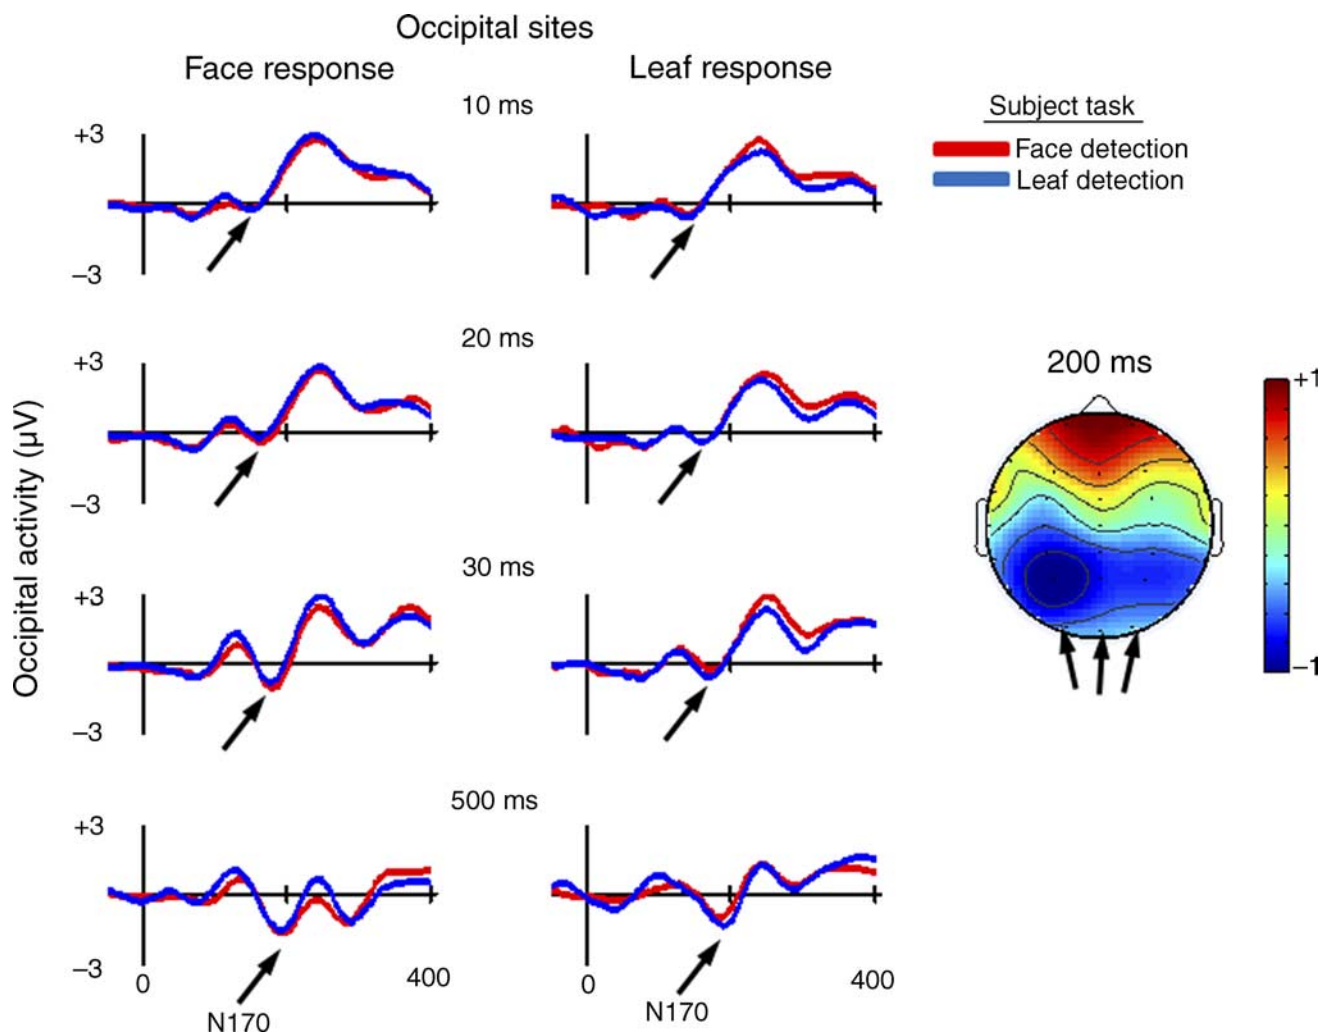 Occipital sites
Face response
Leaf response
10 ms
+3
–3
Subject task
Face detection
Leaf detection
20 ms
+3
–3
200 ms
+1
–1
Occipital activity (µV)
30 ms
+3
–3
500 ms
+3
–3
0
400
0
400
N170
N170